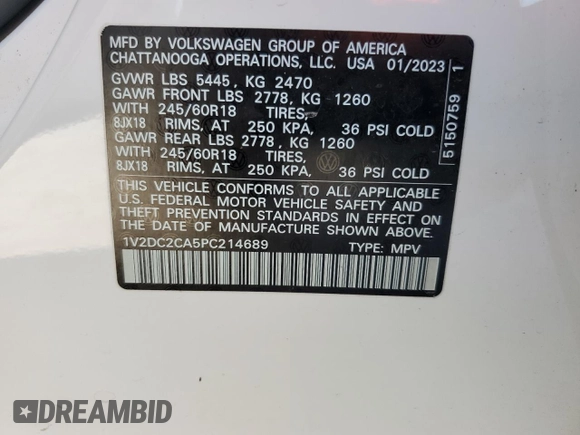 MFD BY VOLKSWAGEN GROUP OF AMERICA
CHATTANOOGA OPERATIONS, LLC. USA 01/2023
GVWR LBS 5445, KG 2470
GAWR FRONT LBS 2778, KG 1260
WITH 245/60R18 TIRES,
8JX18 RIMS, AT 250 KPA, 36 PSI COLD
GAWR REAR LBS 2778, KG 1260
WITH 245/60R18 TIRES,
8JX18 RIMS, AT 250 KPA, 36 PSI COLD
THIS VEHICLE CONFORMS TO ALL APPLICABLE
U.S. FEDERAL MOTOR VEHICLE SAFETY AND
THEFT PREVENTION STANDARDS IN EFFECT ON
THE DATE OF MANUFACTURE SHOWN ABOVE.
1V2DC2CA5PC214689 TYPE: MPV
5150759 1
DREAMBID